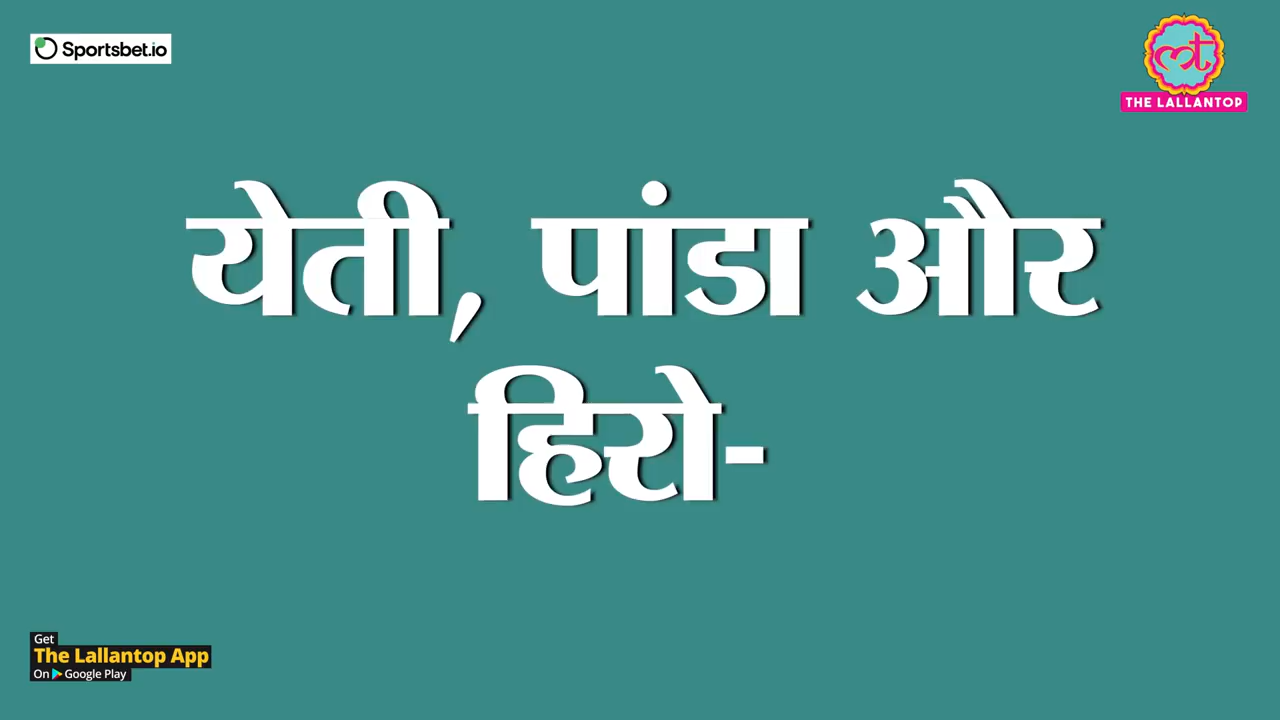 Sportsbet.io
THE LALLANTOP
येती, पांडा और
हिरो-
Get
The Lallantop App
On Google Play